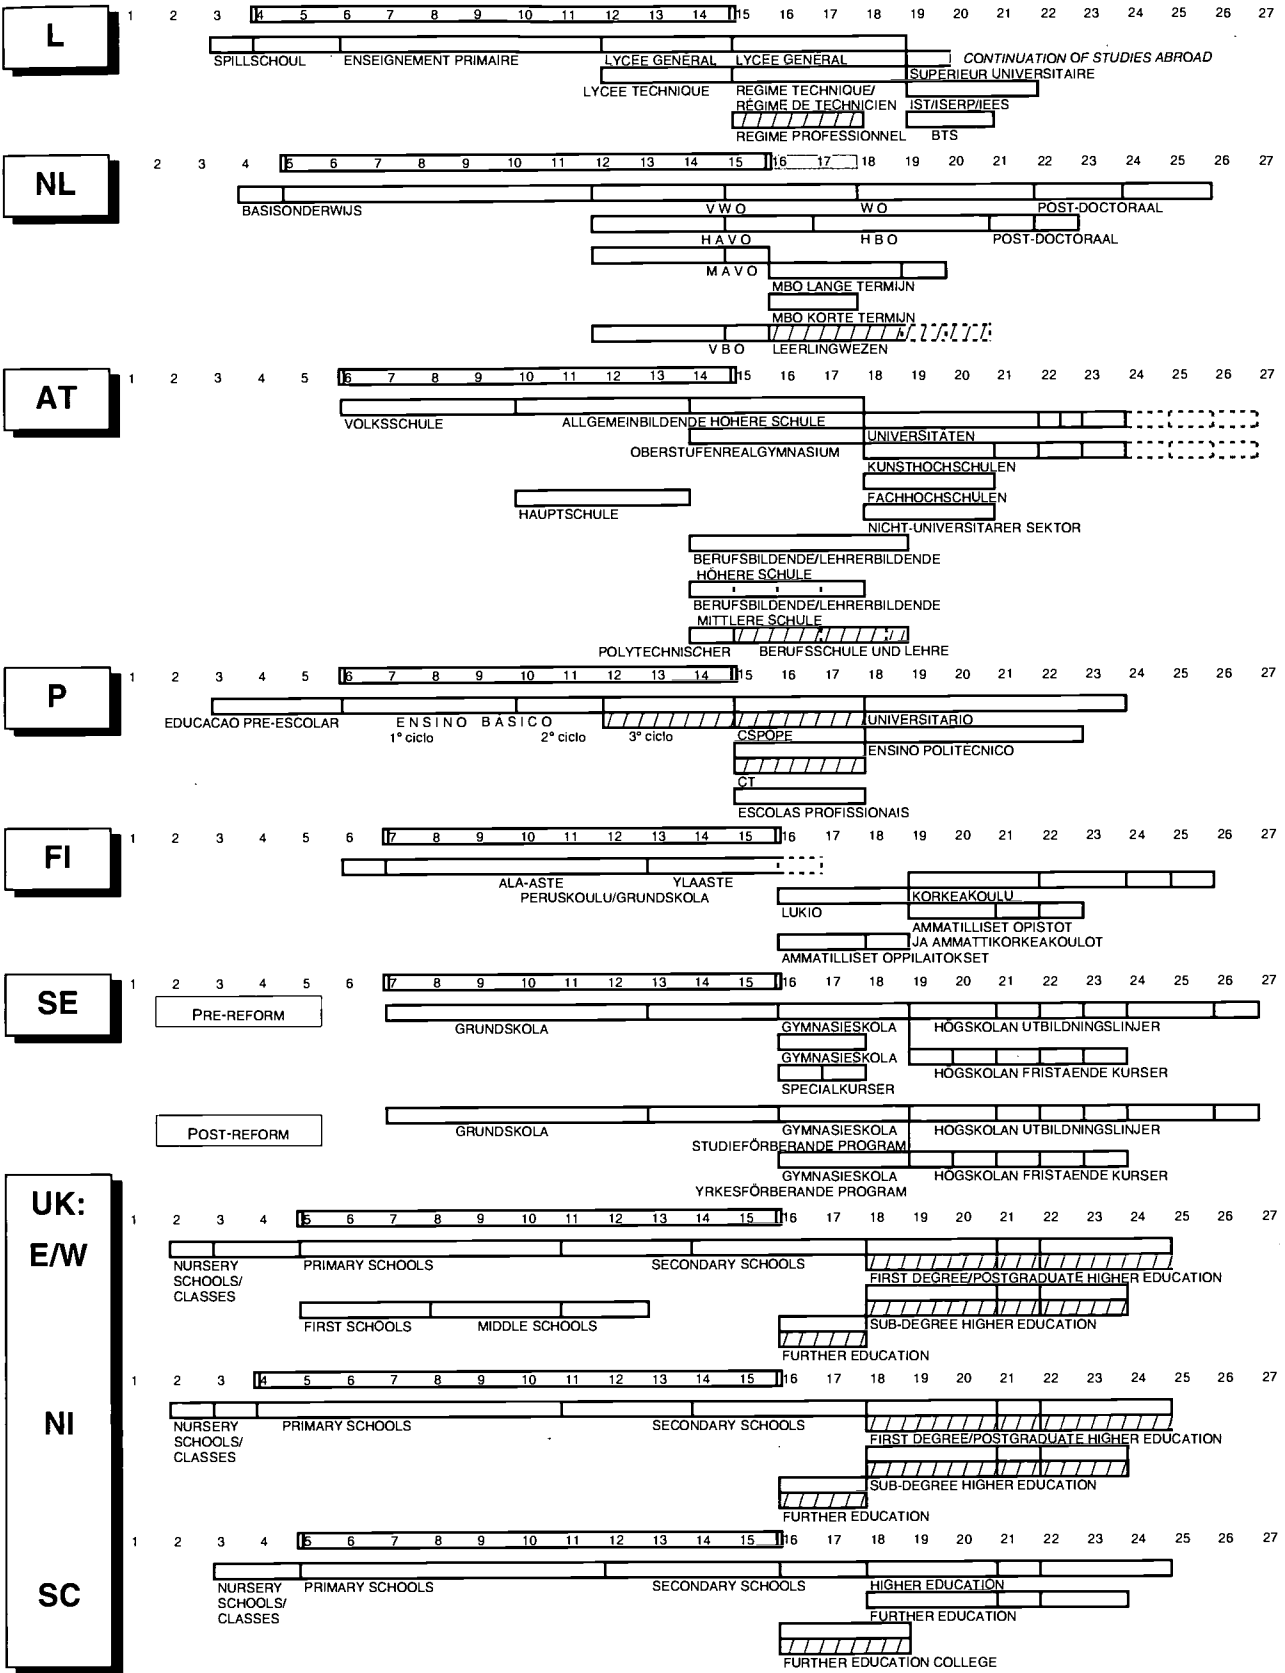 L
1 2 3 4 5 6 7 8 9 10 11 12 13 14 15 16 17 18 19 20 21 22 23 24 25 26 27
SPILLSCHOUL ENSEIGNEMENT PRIMAIRE LYCÉE GÉNÉRAL LYCÉE GENERAL CONTINUATION OF STUDIES ABROAD
SUPERIEUR UNIVERSITAIRE
LYCÉE TECHNIQUE REGIME TECHNIQUE/
RÉGIME DE TECHNICIEN IST/ISERP/IEES
REGIME PROFESSIONNEL BTS
NL
2 3 4 5 6 7 8 9 10 11 12 13 14 15 16 17 18 19 20 21 22 23 24 25 26 27
BASISONDERWIJS VWO WO POST-DOCTORAAL
HAVO HBO POST-DOCTORAAL
MAVO
MBO LANGE TERMIJN
MBO KORTE TERMIJN
VBO LEERLINGWEZEN
AT
1 2 3 4 5 6 7 8 9 10 11 12 13 14 15 16 17 18 19 20 21 22 23 24 25 26 27
VOLKSSCHULE ALLGEMEINBILDENDE HÖHERE SCHULE
UNIVERSITÄTEN
OBERSTUFENREALGYMNASIUM
KUNSTHOCHSCHULEN
FACHHOCHSCHULEN
HAUPTSCHULE
NICHT-UNIVERSITÄRER SEKTOR
BERUFSBILDENDE/LEHRERBILDENDE
HÖHERE SCHULE
BERUFSBILDENDE/LEHRERBILDENDE
MITTLERE SCHULE
POLYTECHNISCHER BERUFSSCHULE UND LEHRE
P
1 2 3 4 5 6 7 8 9 10 11 12 13 14 15 16 17 18 19 20 21 22 23 24 25 26 27
EDUCACAO PRE-ESCOLAR ENSINO BÁSICO UNIVERSITÁRIO
1º ciclo 2º ciclo 3º ciclo CSPOPE
ENSINO POLITÉCNICO
CT
ESCOLAS PROFISSIONAIS
FI
1 2 3 4 6 7 8 9 10 11 12 13 14 15 16 17 18 19 20 21 22 23 24 25 26 27
ALA-ASTE YLAASTE
PERUSKOULU/GRUNDSKOLA KORKEAKOULU
LUKIO
AMMATILLISET OPISTOT
JA AMMATTIKORKEAKOULOT
AMMATILLISET OPPILAITOKSET
SE
1 2 3 4 5 6 7 8 9 10 11 12 13 14 15 16 17 18 19 20 21 22 23 24 25 26 27
PRE-REFORM
GRUNDSKOLA GYMNASIESKOLA HÖGSKOLAN UTBILDNINGSLINJER
GYMNASIESKOLA
HÖGSKOLAN FRISTAENDE KURSER
SPECIALKURSER
POST-REFORM
GRUNDSKOLA GYMNASIESKOLA HÖGSKOLAN UTBILDNINGSLINJER
STUDIEFÖRBERANDE PROGRAM
GYMNASIESKOLA HÖGSKOLAN FRISTAENDE KURSER
YRKESFÖRBERANDE PROGRAM
UK:
1 2 3 4 5 6 7 8 9 10 11 12 13 14 15 16 17 18 19 20 21 22 23 24 25 26 27
E/W
NURSERY SCHOOLS/ CLASSES PRIMARY SCHOOLS SECONDARY SCHOOLS
FIRST DEGREE/POSTGRADUATE HIGHER EDUCATION
FIRST SCHOOLS MIDDLE SCHOOLS SUB-DEGREE HIGHER EDUCATION
FURTHER EDUCATION
1 2 3 4 5 6 7 8 9 10 11 12 13 14 15 16 17 18 19 20 21 22 23 24 25 26 27
NI
NURSERY SCHOOLS/ CLASSES PRIMARY SCHOOLS SECONDARY SCHOOLS
FIRST DEGREE/POSTGRADUATE HIGHER EDUCATION
SUB-DEGREE HIGHER EDUCATION
FURTHER EDUCATION
1 2 3 4 5 6 7 8 9 10 11 12 13 14 15 16 17 18 19 20 21 22 23 24 25 26 27
SC
NURSERY SCHOOLS/ CLASSES PRIMARY SCHOOLS SECONDARY SCHOOLS HIGHER EDUCATION
FURTHER EDUCATION
FURTHER EDUCATION COLLEGE